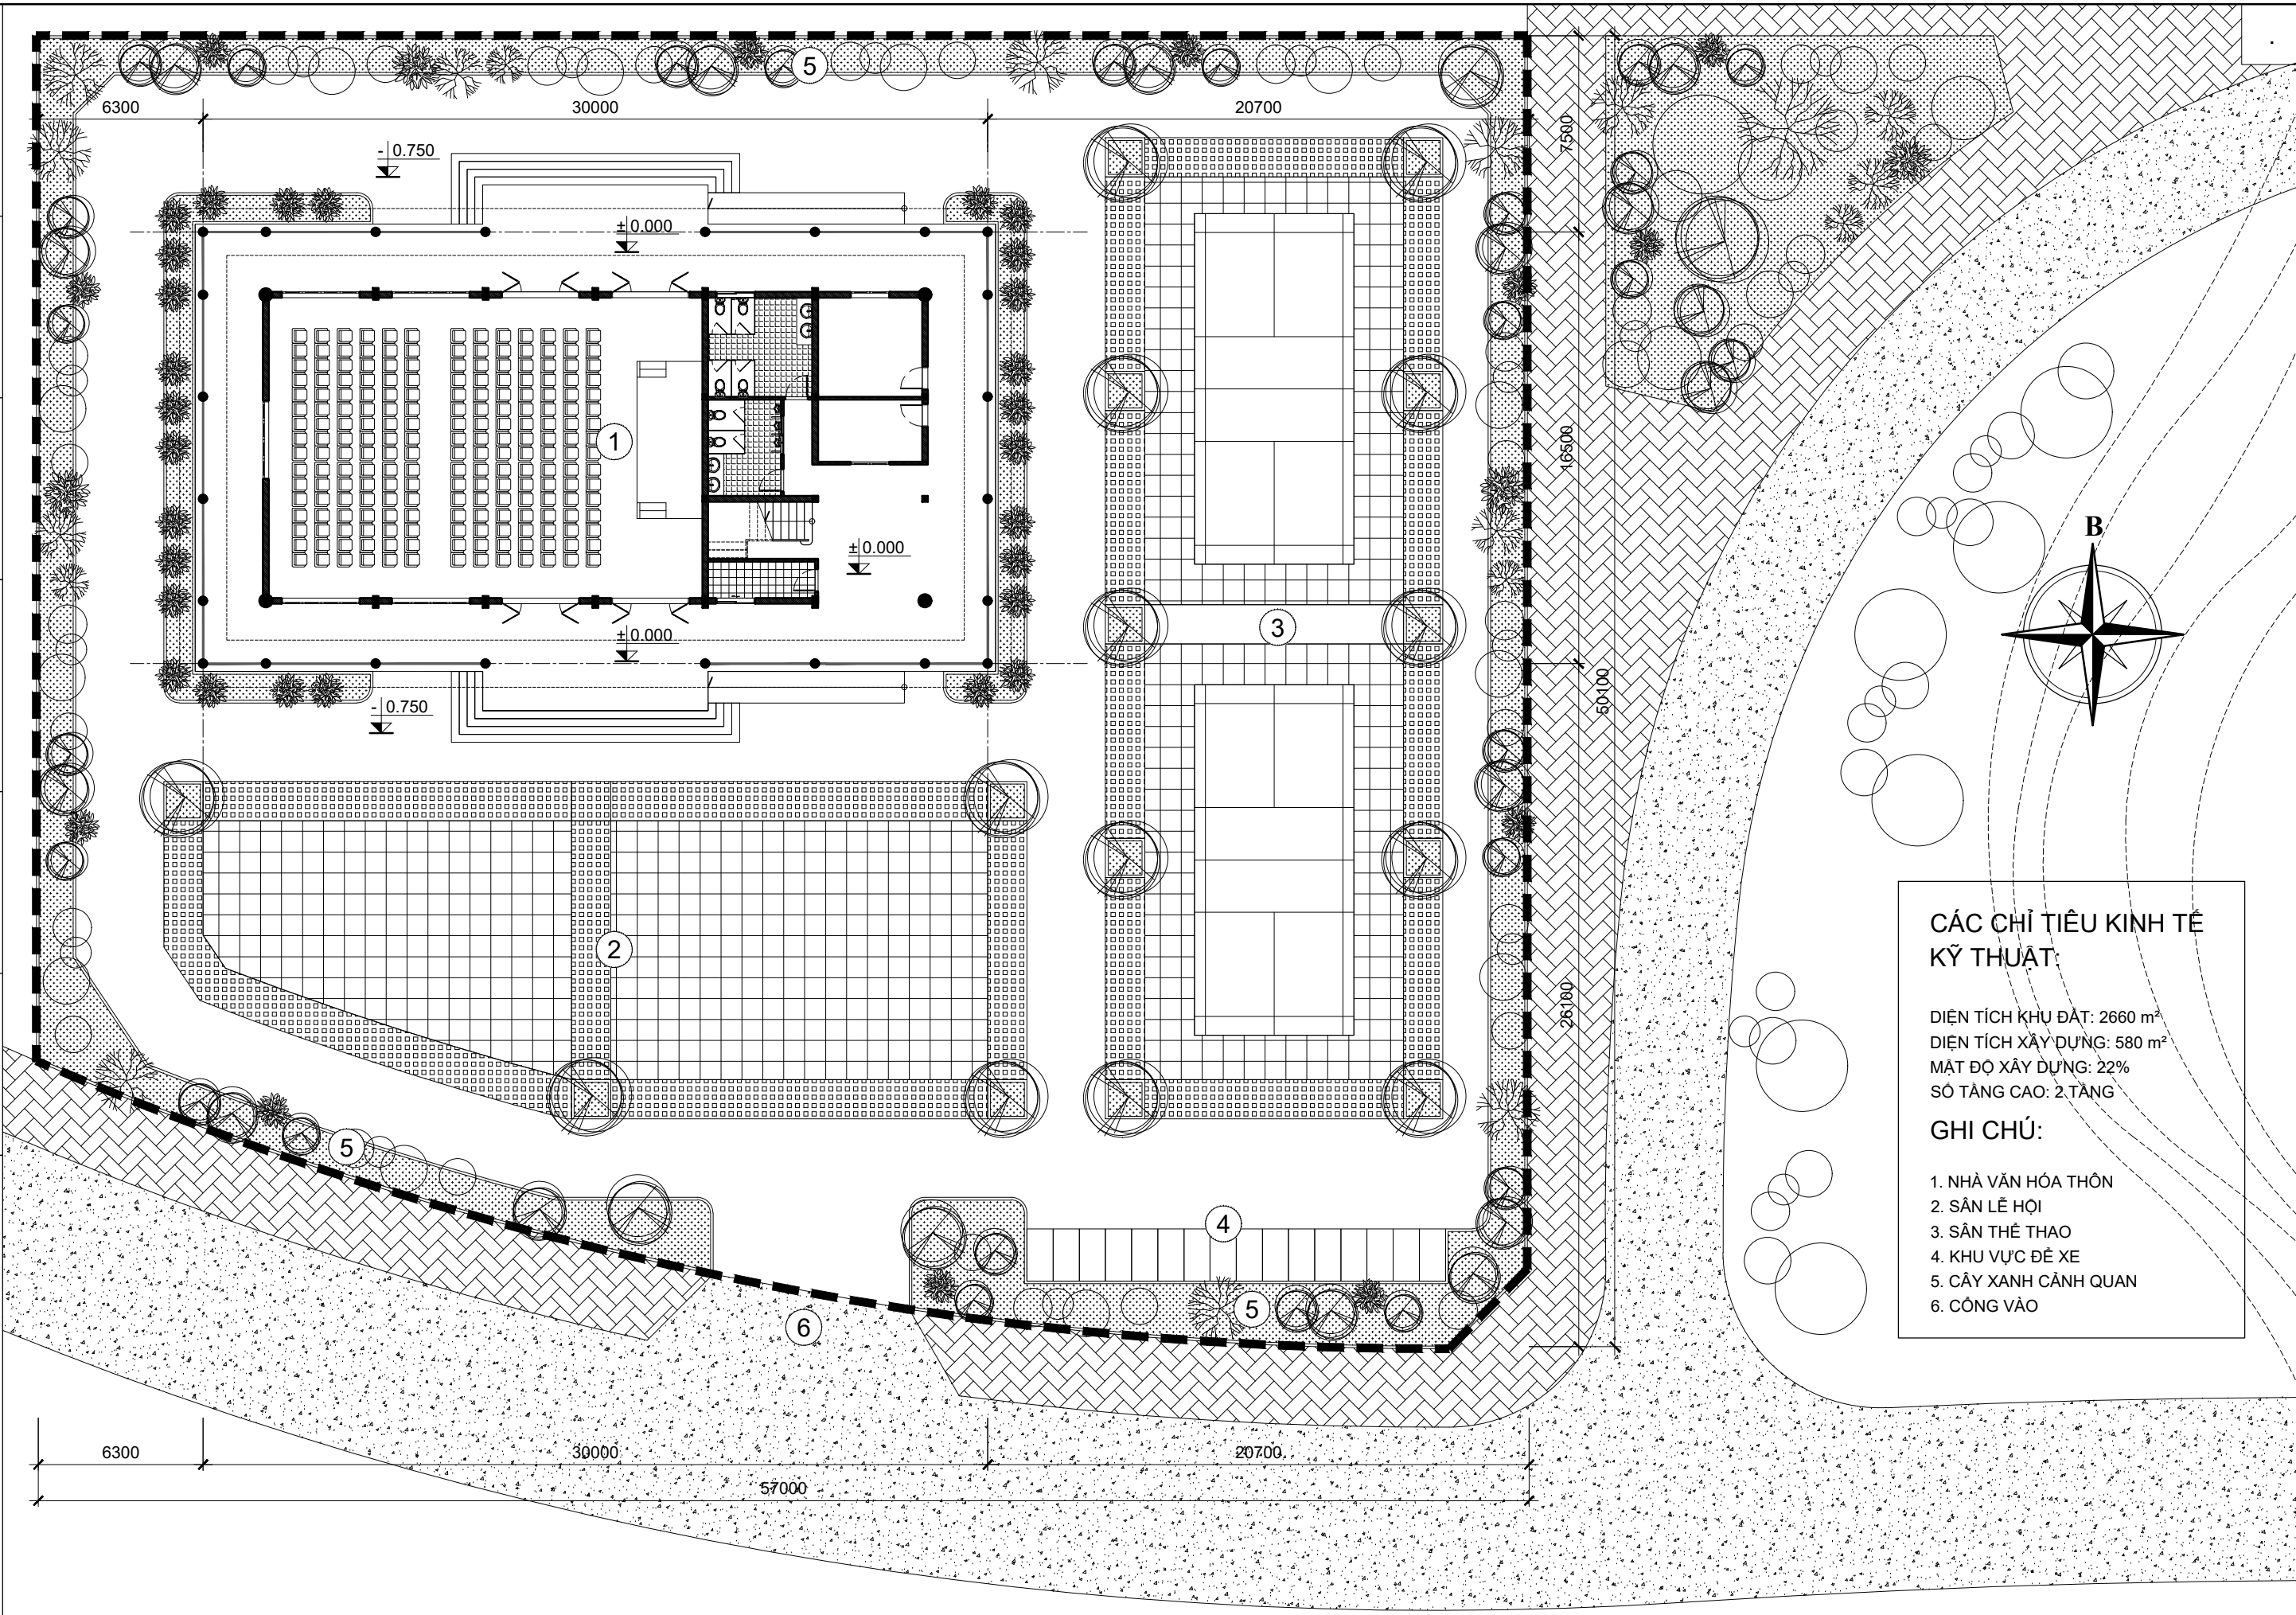 5
6300
30000
20700
- 0.750
7500
± 0.000
1
16500
B
± 0.000
± 0.000
3
- 0.750
50100
2
26100
CÁC CHỈ TIÊU KINH TẾ
KỸ THUẬT:
DIỆN TÍCH KHU ĐẤT: 2660 m²
DIỆN TÍCH XÂY DỰNG: 580 m²
MẬT ĐỘ XÂY DỰNG: 22%
SỐ TẦNG CAO: 2 TẦNG
GHI CHÚ:
1. NHÀ VĂN HÓA THÔN
2. SÂN LỄ HỘI
3. SÂN THỂ THAO
4. KHU VỰC ĐỂ XE
5. CÂY XANH CẢNH QUAN
6. CỔNG VÀO
5
4
5
6
6300
30000
20700
57000